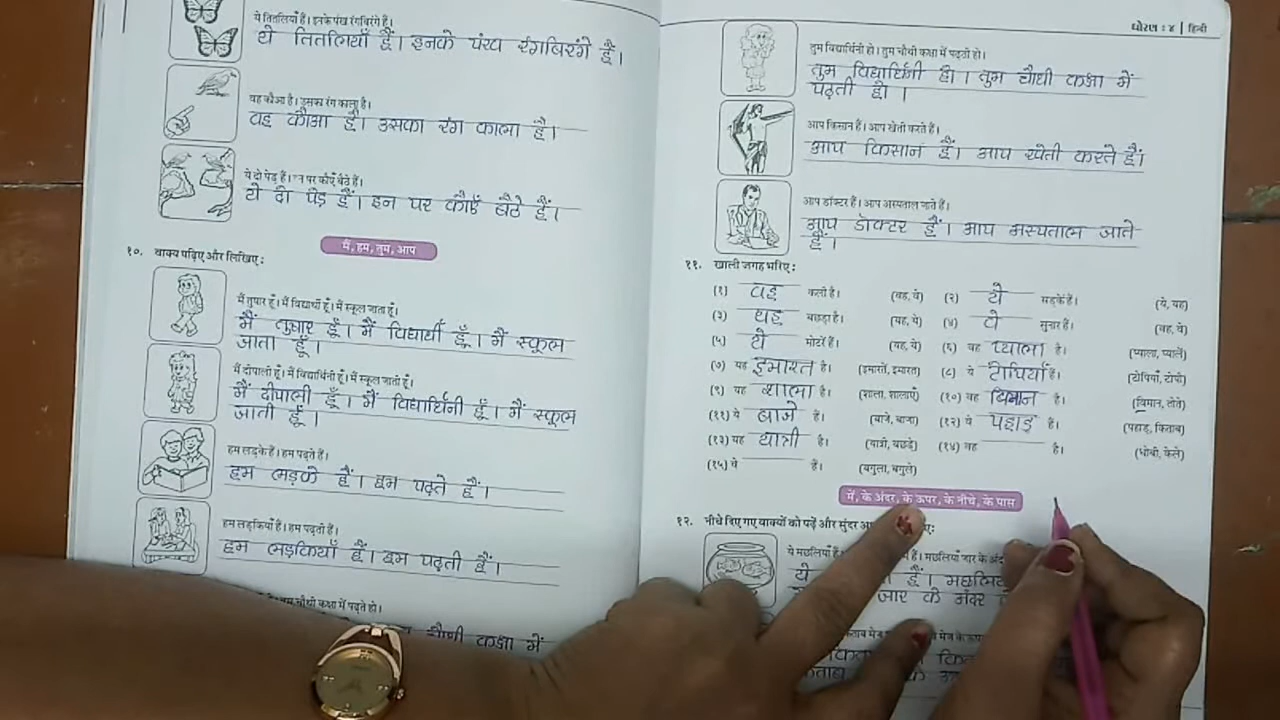 ये तितलियाँ हैं। इनके पंख रंगबिरंगे हैं।
ये तितलियाँ हैं। इनके पंख रंगबिरंगे हैं।
वह कौआ है। उसका रंग काला है।
वह कौआ है। उसका रंग काला है।
ये दो पेड़ हैं। इन पर कौएँ बैठे हैं।
ये दो पेड़ हैं। इन पर कौएँ बैठे हैं।
मैं, हम, तुम, आप
१०. वाक्य पढ़िए और लिखिए :
मैं तुषार हूँ। मैं विद्यार्थी हूँ। मैं स्कूल जाता हूँ।
मैं तुषार हूँ। मैं विद्यार्थी हूँ। मैं स्कूल
जाता हूँ।
मैं दीपाली हूँ। मैं विद्यार्थिनी हूँ। मैं स्कूल जाती हूँ।
मैं दीपाली हूँ। मैं विद्यार्थिनी हूँ। मैं स्कूल
जाती हूँ।
हम लड़के हैं। हम पढ़ते हैं।
हम लड़के हैं। हम पढ़ते हैं।
हम लड़कियाँ हैं। हम पढ़ती हैं।
हम लड़कियाँ हैं। हम पढ़ती हैं।
चौथी कक्षा में पढ़ते हो।
चौथी कक्षा में
धोरण : ४ | हिन्दी
तुम विद्यार्थिनी हो। तुम चौथी कक्षा में पढ़ती हो।
तुम विद्यार्थिनी हो। तुम चौथी कक्षा में
पढ़ती हो।
आप किसान हैं। आप खेती करते हैं।
आप किसान हैं। आप खेती करते हैं।
आप डॉक्टर हैं। आप अस्पताल जाते हैं।
आप डॉक्टर हैं। आप अस्पताल जाते
हैं।
११. खाली जगह भरिए :
(१) वह कली है। (वह, वे) (२) ये सड़कें हैं। (ये, यह)
(३) यह बछड़ा है। (यह, ये) (४) वे सुनार हैं। (वह, वे)
(५) ये मोटरें हैं। (यह, ये) (६) वह प्याला है। (प्याला, प्यालें)
(७) यह इमारत है। (इमारतें, इमारत) (८) ये टोपियाँ हैं। (टोपियाँ, टोपी)
(९) यह शाला है। (शाला, शालाएँ) (१०) वह विमान है। (विमान, तोते)
(११) ये बाजे हैं। (बाजे, बाजा) (१२) ये पहाड़ हैं। (पहाड़, किताब)
(१३) यह यात्री है। (यात्री, बछड़े) (१४) वह है। (धोबी, केले)
(१५) वे हैं। (बगुला, बगुले)
में, के अंदर, के ऊपर, के नीचे, के पास
१२. नीचे दिए गए वाक्यों को पढ़ें और सुंदर
ये मछलियाँ हैं। मछलियाँ जार के अंदर
ये हैं।
जार के अंदर